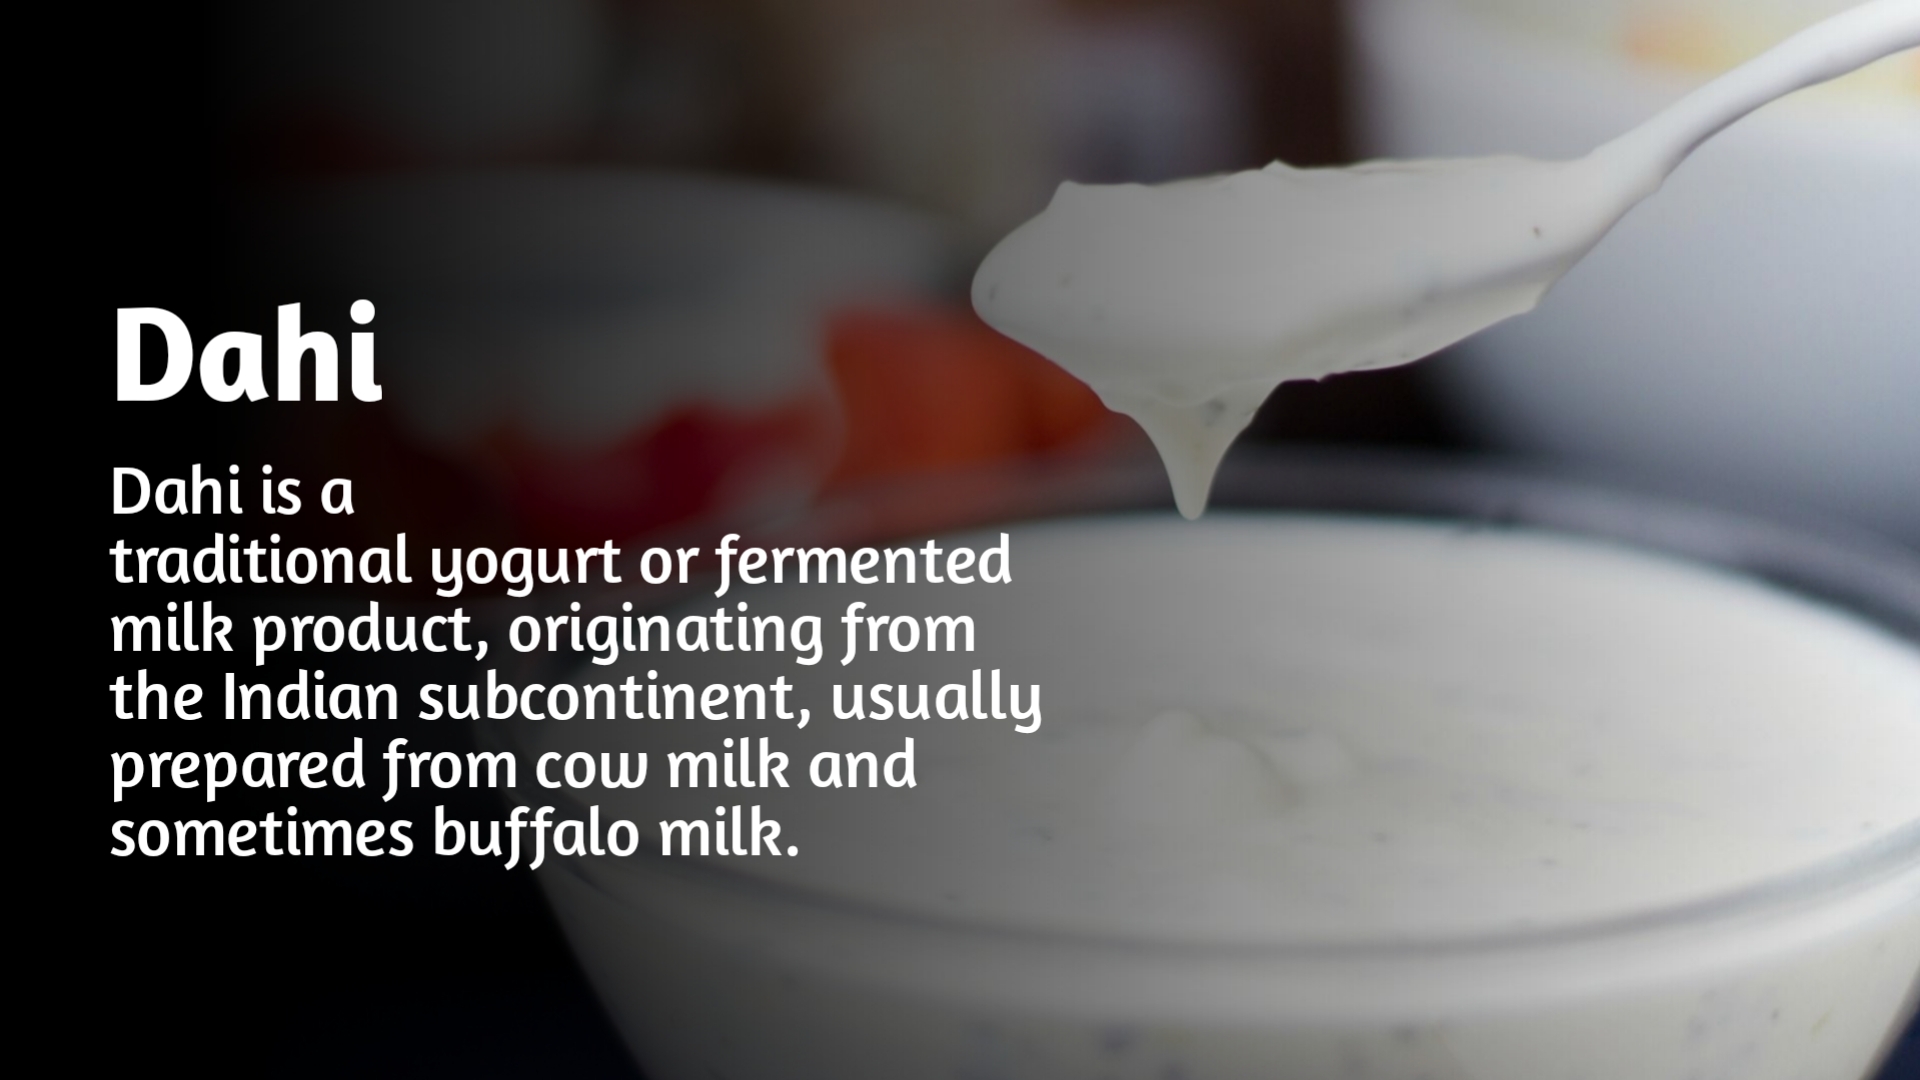 Dahi
Dahi is a
traditional yogurt or fermented
milk product, originating from
the Indian subcontinent, usually
prepared from cow milk and
sometimes buffalo milk.